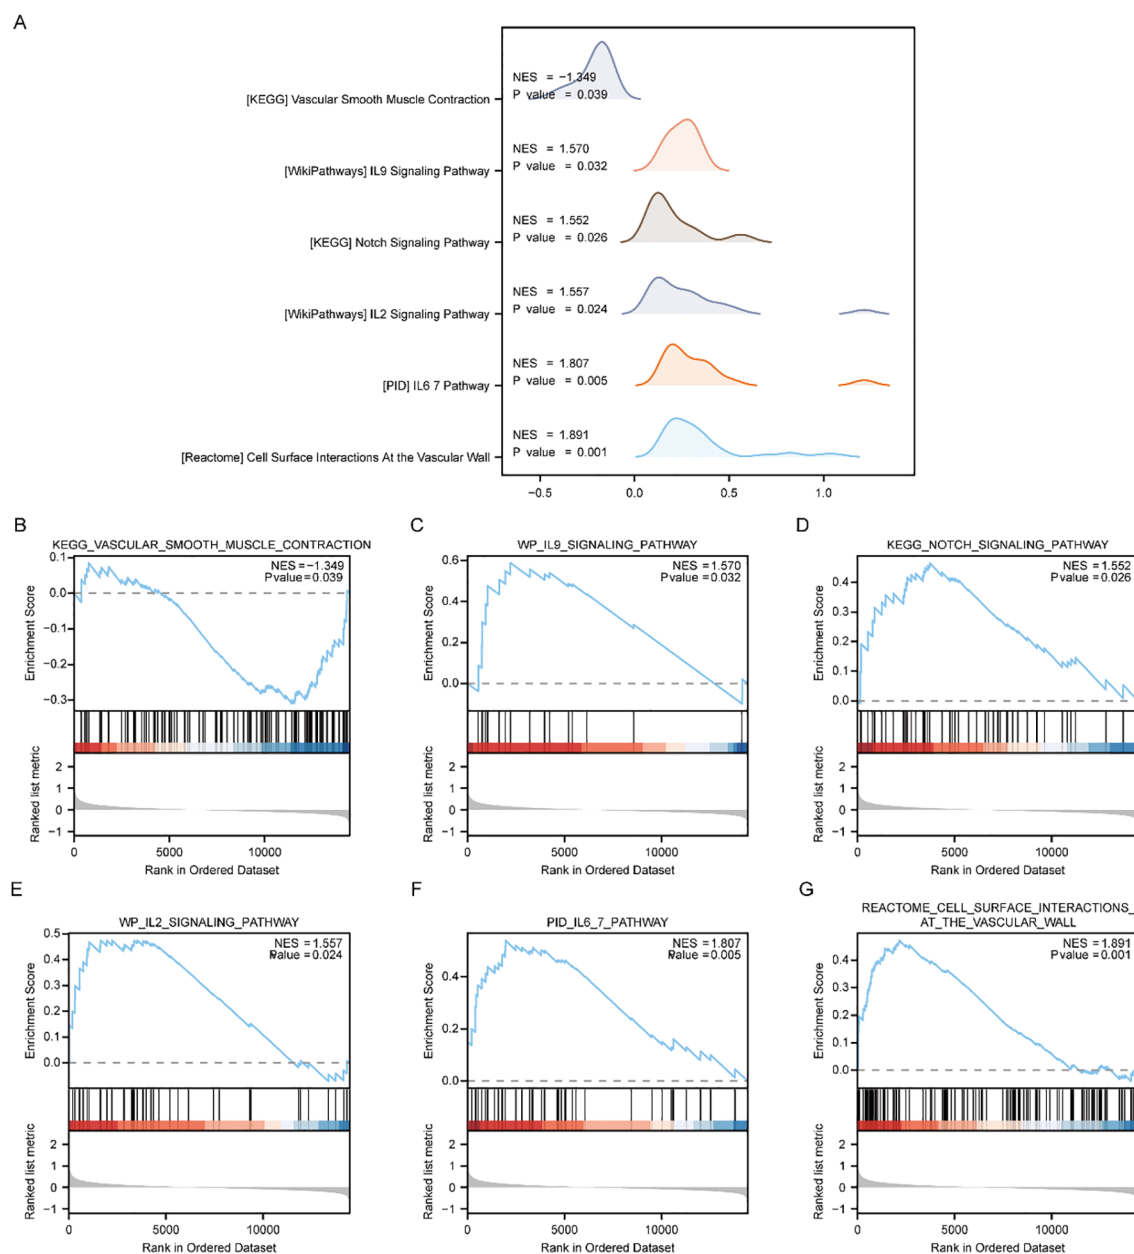 A
NES = −1.349
P value = 0.039
[KEGG] Vascular Smooth Muscle Contraction
NES = 1.570
P value = 0.032
[WikiPathways] IL9 Signaling Pathway
NES = 1.552
P value = 0.026
[KEGG] Notch Signaling Pathway
NES = 1.557
P value = 0.024
[WikiPathways] IL2 Signaling Pathway
NES = 1.807
P value = 0.005
[PID] IL6 7 Pathway
NES = 1.891
P value = 0.001
[Reactome] Cell Surface Interactions At the Vascular Wall
−0.5 0.0 0.5 1.0
B
KEGG_VASCULAR_SMOOTH_MUSCLE_CONTRACTION
NES = −1.349
P value = 0.039
Enrichment Score
0.1
0.0
−0.1
−0.2
−0.3
Ranked list metric
2
1
0
−1
0 5000 10000
Rank in Ordered Dataset
C
WP_IL9_SIGNALING_PATHWAY
NES = 1.570
P value = 0.032
Enrichment Score
0.6
0.4
0.2
0.0
Ranked list metric
2
1
0
−1
0 5000 10000
Rank in Ordered Dataset
D
KEGG_NOTCH_SIGNALING_PATHWAY
NES = 1.552
P value = 0.026
Enrichment Score
0.4
0.3
0.2
0.1
0.0
Ranked list metric
2
1
0
−1
0 5000 10000
Rank in Ordered Dataset
E
WP_IL2_SIGNALING_PATHWAY
NES = 1.557
P value = 0.024
Enrichment Score
0.5
0.4
0.3
0.2
0.1
0.0
Ranked list metric
2
1
0
−1
0 10000
Rank in Ordered Dataset
F
PID_IL6_7_PATHWAY
NES = 1.807
P value = 0.005
Enrichment Score
0.4
0.2
0.0
Ranked list metric
2
1
0
−1
0 5000 10000
Rank in Ordered Dataset
G
REACTOME_CELL_SURFACE_INTERACTIONS_
AT_THE_VASCULAR_WALL
NES = 1.891
P value = 0.001
Enrichment Score
0.4
0.3
0.2
0.1
0.0
Ranked list metric
2
1
0
−1
0 5000 10000
Rank in Ordered Dataset